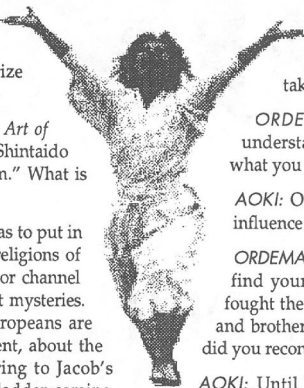 ize
Art of
Shintaido
n." What is
as to put in
religions of
or channel
t mysteries.
ropeans are
ent, about the
ring to Jacob's
tak
ORDE
understa
what you
AOKI: O
influence
ORDEMA
find your
fought the
and brother
did you recon
AOKI: Until